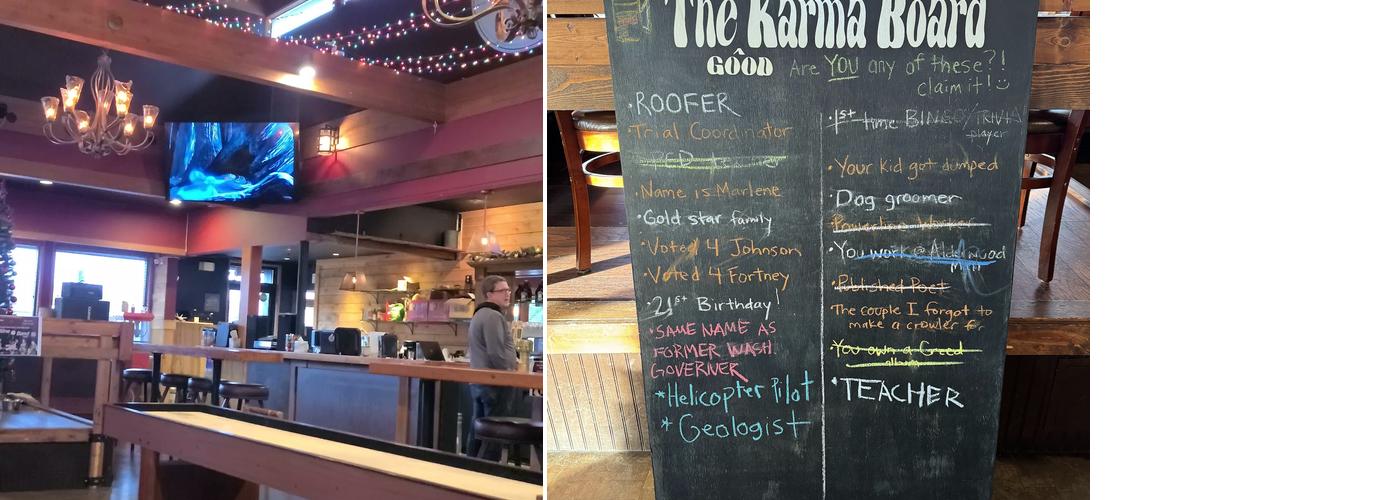 The Karma Board
GOOD Are YOU any of these?!
claim it!
·ROOFER
·Trial Coordinator
·Name is Marlene
·Gold star family
·Voted 4 Johnson
·Voted 4 Fortney
·21st Birthday!
·SAME NAME AS
FORMER WASH.
GOVERNER
*Helicopter Pilot
*Geologist
·1st time BINGO/TRIVIA
player
·Your kid got dumped
·Dog groomer
·You work @ Alderwood
Mall
·Published Poet
The couple I forgot to
make a crowler for
·You own a Creed
album
·TEACHER